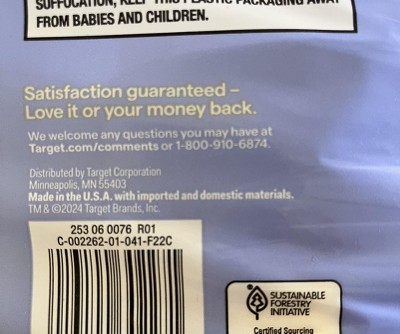 SUFFOCATION, KEEP THIS PLASTIC PACKAGING AWAY
FROM BABIES AND CHILDREN.
Satisfaction guaranteed –
Love it or your money back.
We welcome any questions you may have at
Target.com/comments or 1-800-910-6874.
Distributed by Target Corporation
Minneapolis, MN 55403
Made in the U.S.A. with imported and domestic materials.
TM & ©2024 Target Brands, Inc.
253 06 0076 R01
C-002262-01-041-F22C
SUSTAINABLE
FORESTRY
INITIATIVE
Certified Sourcing